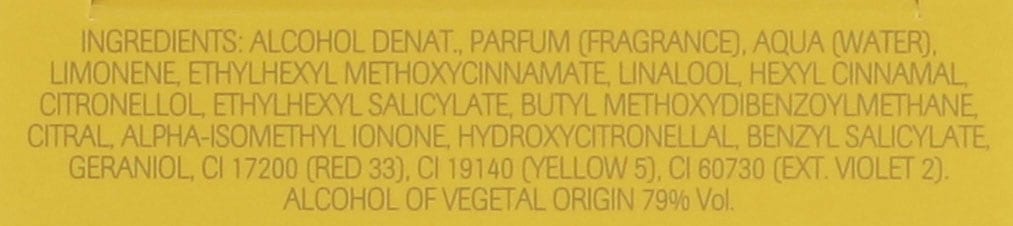 INGREDIENTS: ALCOHOL DENAT., PARFUM (FRAGRANCE), AQUA (WATER),
LIMONENE, ETHYLHEXYL METHOXYCINNAMATE, LINALOOL, HEXYL CINNAMAL,
CITRONELLOL, ETHYLHEXYL SALICYLATE, BUTYL METHOXYDIBENZOYLMETHANE,
CITRAL, ALPHA-ISOMETHYL IONONE, HYDROXYCITRONELLAL, BENZYL SALICYLATE,
GERANIOL, CI 17200 (RED 33), CI 19140 (YELLOW 5), CI 60730 (EXT. VIOLET 2).
ALCOHOL OF VEGETAL ORIGIN 79% Vol.